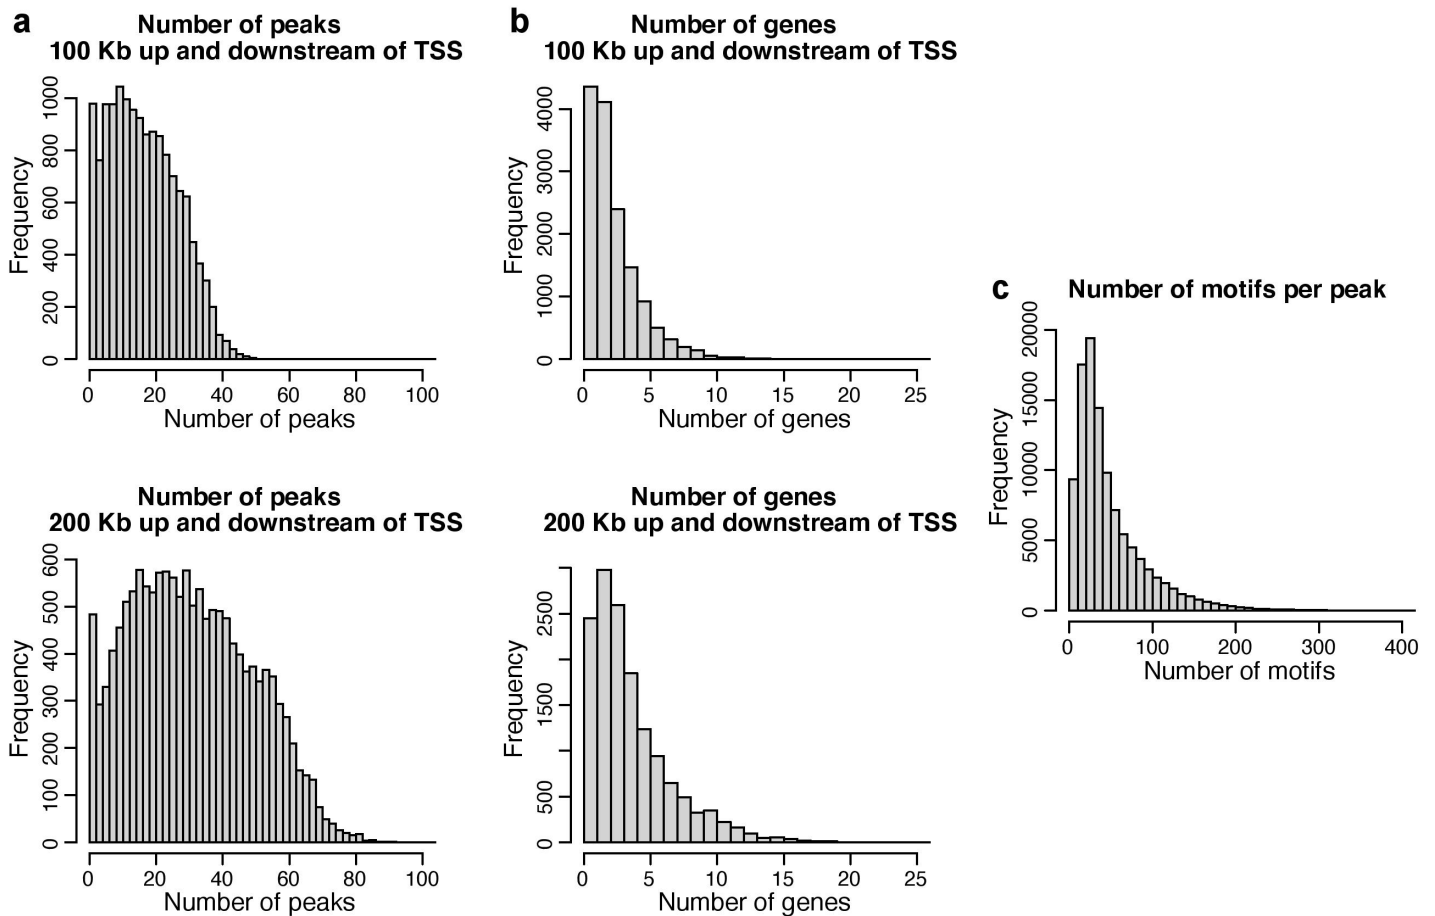 a
Number of peaks
100 Kb up and downstream of TSS
Frequency
0 200 400 600 800 1000
0 20 40 60 80 100
Number of peaks
b
Number of genes
100 Kb up and downstream of TSS
Frequency
0 1000 2000 3000 4000
0 5 10 15 20 25
Number of genes
Number of peaks
200 Kb up and downstream of TSS
Frequency
0 100 200 300 400 500 600
0 20 40 60 80 100
Number of peaks
Number of genes
200 Kb up and downstream of TSS
Frequency
0 500 1500 2500
0 5 10 15 20 25
Number of genes
c
Number of motifs per peak
Frequency
0 5000 10000 15000 20000
0 100 200 300 400
Number of motifs